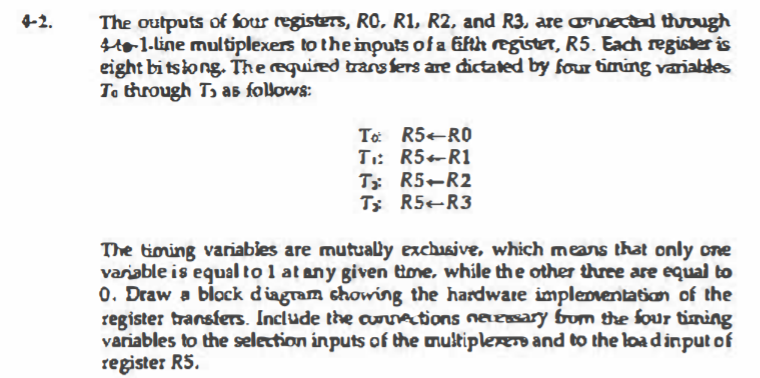 4-2. The outputs of four registers, R0, R1, R2, and R3, are connected through
4-to-1-line multiplexers to the inputs of a fifth register, R5. Each register is
eight bits long. The required transfers are dictated by four timing variables
T₀ through T₃ as follows:
T₀: R5←R0
T₁: R5←R1
T₂: R5←R2
T₃: R5←R3
The timing variables are mutually exclusive, which means that only one
variable is equal to 1 at any given time, while the other three are equal to
0. Draw a block diagram showing the hardware implementation of the
register transfers. Include the connections necessary from the four timing
variables to the selection inputs of the multiplexers and to the load input of
register R5.